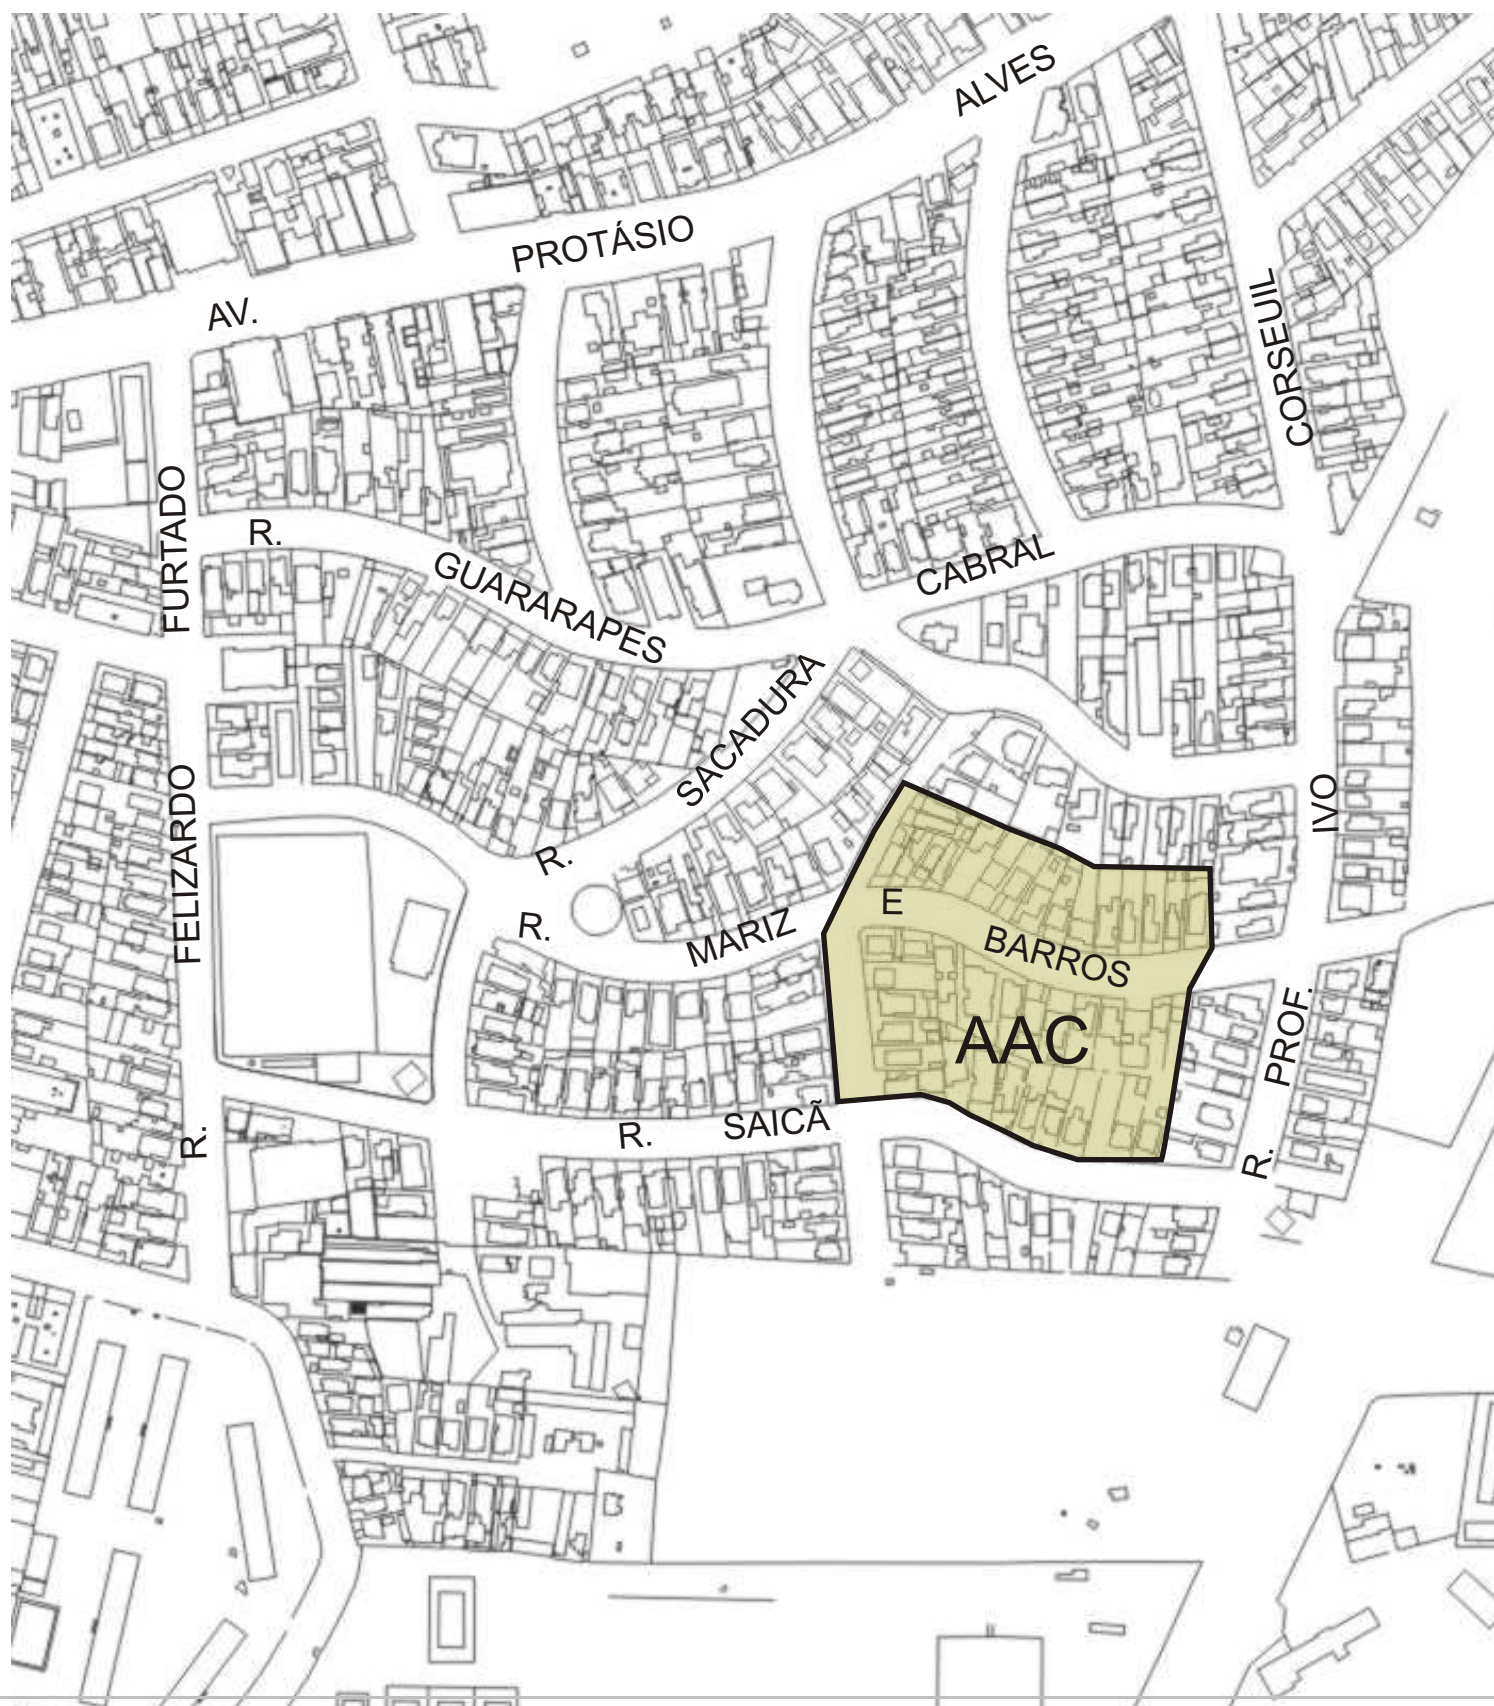 ALVES
PROTÁSIO
AV.
CORSEUIL
FURTADO
R.
GUARARAPES
CABRAL
SACADURA
FELIZARDO
IVO
R.
R.
MARIZ
E
BARROS
AAC
PROF.
R.
SAICÃ
R.
R.